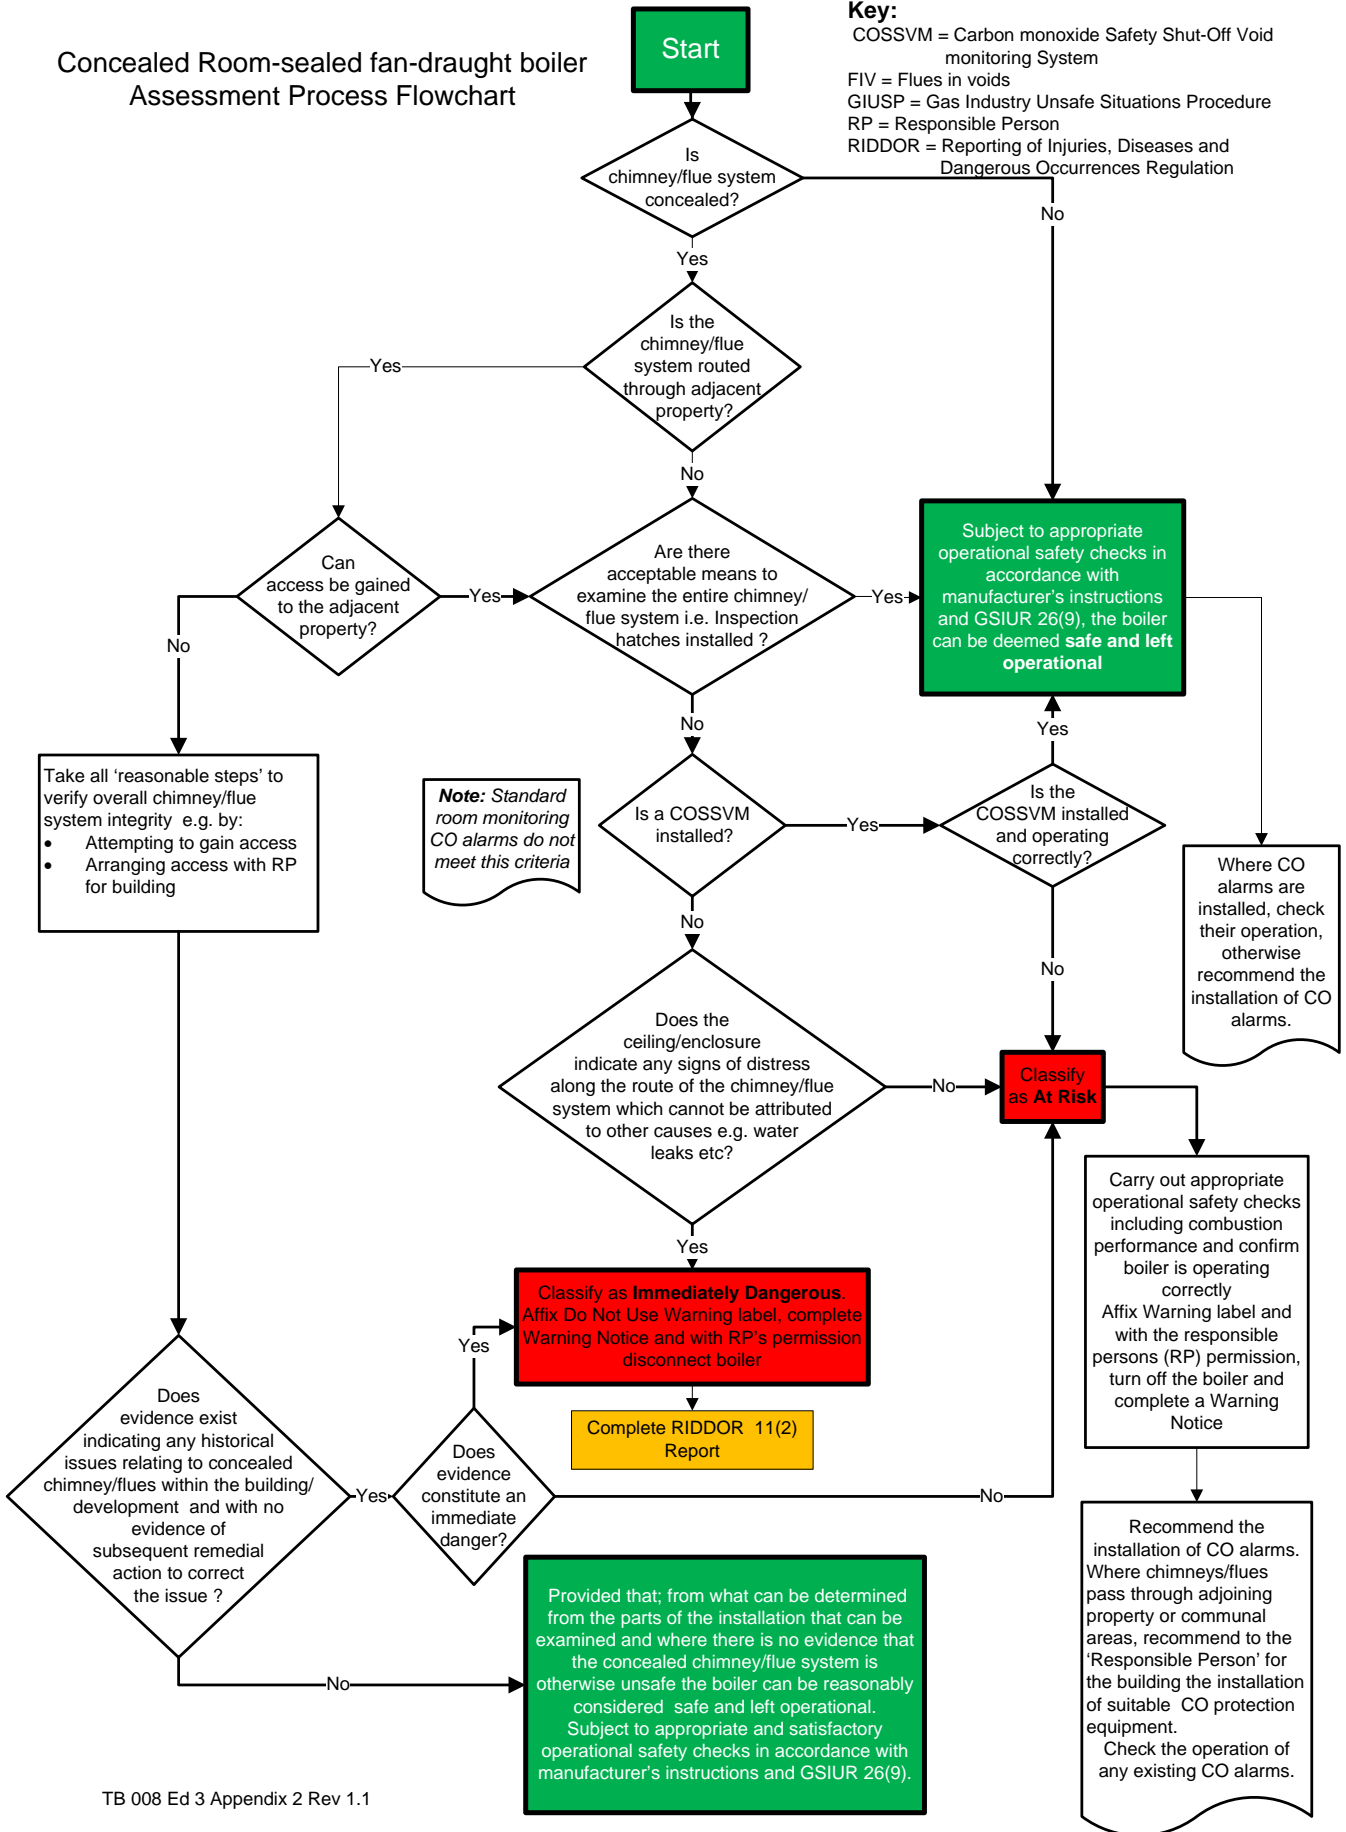 Concealed Room-sealed fan-draught boiler
Assessment Process Flowchart
Start
Key:
COSSVM = Carbon monoxide Safety Shut-Off Void
monitoring System
FIV = Flues in voids
GIUSP = Gas Industry Unsafe Situations Procedure
RP = Responsible Person
RIDDOR = Reporting of Injuries, Diseases and
Dangerous Occurrences Regulation
Is
chimney/flue system
concealed?
No
Yes
Is the
chimney/flue
system routed
through adjacent
property?
Yes
No
Can
access be gained
to the adjacent
property?
Yes
No
Are there
acceptable means to
examine the entire chimney/
flue system i.e. Inspection
hatches installed ?
Yes
No
Subject to appropriate
operational safety checks in
accordance with
manufacturer's instructions
and GSIUR 26(9), the boiler
can be deemed safe and left
operational
Take all 'reasonable steps' to
verify overall chimney/flue
system integrity e.g. by:
• Attempting to gain access
• Arranging access with RP
for building
Note: Standard
room monitoring
CO alarms do not
meet this criteria
Is a COSSVM
installed?
Yes
No
Is the
COSSVM installed
and operating
correctly?
Yes
No
Where CO
alarms are
installed, check
their operation,
otherwise
recommend the
installation of CO
alarms.
Does the
ceiling/enclosure
indicate any signs of distress
along the route of the chimney/flue
system which cannot be attributed
to other causes e.g. water
leaks etc?
No
Yes
Classify
as At Risk
Carry out appropriate
operational safety checks
including combustion
performance and confirm
boiler is operating
correctly
Affix Warning label and
with the responsible
persons (RP) permission,
turn off the boiler and
complete a Warning
Notice
Classify as Immediately Dangerous.
Affix Do Not Use Warning label, complete
Warning Notice and with RP's permission
disconnect boiler
Complete RIDDOR 11(2)
Report
Does
evidence exist
indicating any historical
issues relating to concealed
chimney/flues within the building/
development and with no
evidence of
subsequent remedial
action to correct
the issue ?
Yes
No
Does
evidence
constitute an
immediate
danger?
Yes
No
Recommend the
installation of CO alarms.
Where chimneys/flues
pass through adjoining
property or communal
areas, recommend to the
'Responsible Person' for
the building the installation
of suitable CO protection
equipment.
Check the operation of
any existing CO alarms.
Provided that; from what can be determined
from the parts of the installation that can be
examined and where there is no evidence that
the concealed chimney/flue system is
otherwise unsafe the boiler can be reasonably
considered safe and left operational.
Subject to appropriate and satisfactory
operational safety checks in accordance with
manufacturer's instructions and GSIUR 26(9).
TB 008 Ed 3 Appendix 2 Rev 1.1